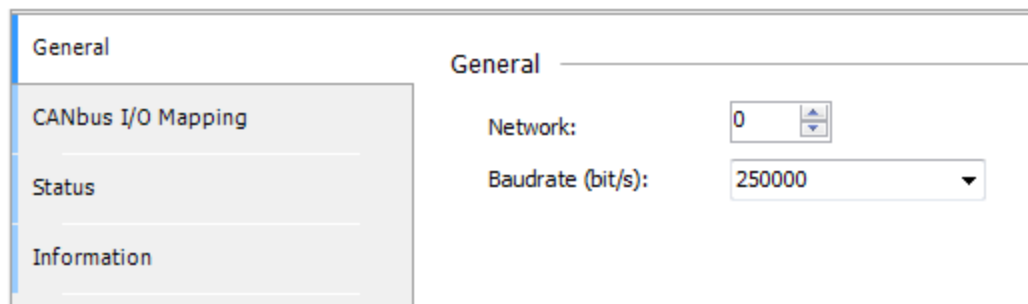 General
CANbus I/O Mapping
Status
Information
General
Network:
0
Baudrate (bit/s):
250000